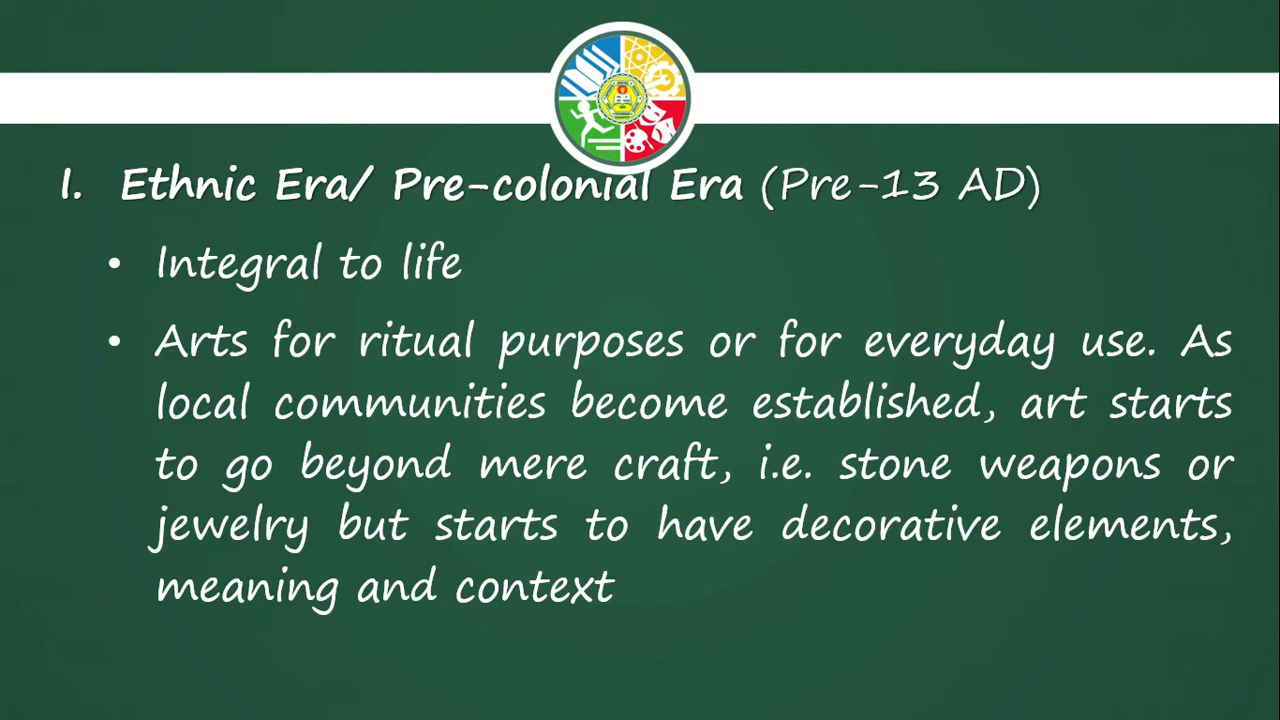 I. Ethnic Era/ Pre-colonial Era (Pre-13 AD)
• Integral to life
• Arts for ritual purposes or for everyday use. As
local communities become established, art starts
to go beyond mere craft, i.e. stone weapons or
jewelry but starts to have decorative elements,
meaning and context